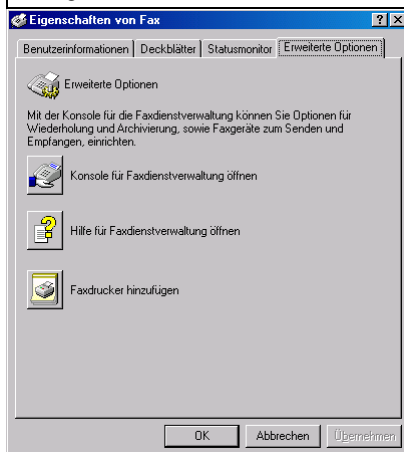 Eigenschaften von Fax
Benutzerinformationen Deckblätter Statusmonitor Erweiterte Optionen
Erweiterte Optionen
Mit der Konsole für die Faxdienstverwaltung können Sie Optionen für
Wiederholung und Archivierung, sowie Faxgeräte zum Senden und
Empfangen, einrichten.
Konsole für Faxdienstverwaltung öffnen
Hilfe für Faxdienstverwaltung öffnen
Faxdrucker hinzufügen
OK Abbrechen Übernehmen